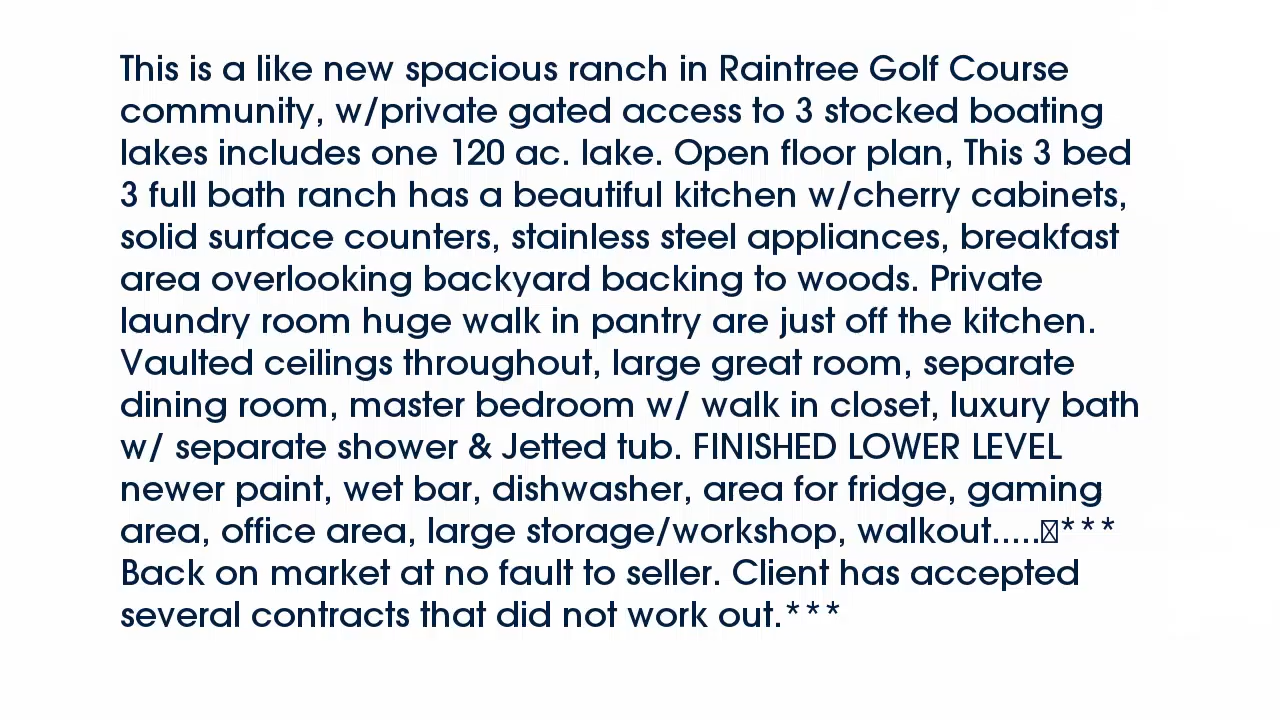 This is a like new spacious ranch in Raintree Golf Course
community, w/private gated access to 3 stocked boating
lakes includes one 120 ac. lake. Open floor plan, This 3 bed
3 full bath ranch has a beautiful kitchen w/cherry cabinets,
solid surface counters, stainless steel appliances, breakfast
area overlooking backyard backing to woods. Private
laundry room huge walk in pantry are just off the kitchen.
Vaulted ceilings throughout, large great room, separate
dining room, master bedroom w/ walk in closet, luxury bath
w/ separate shower & Jetted tub. FINISHED LOWER LEVEL
newer paint, wet bar, dishwasher, area for fridge, gaming
area, office area, large storage/workshop, walkout.....***
Back on market at no fault to seller. Client has accepted
several contracts that did not work out.***